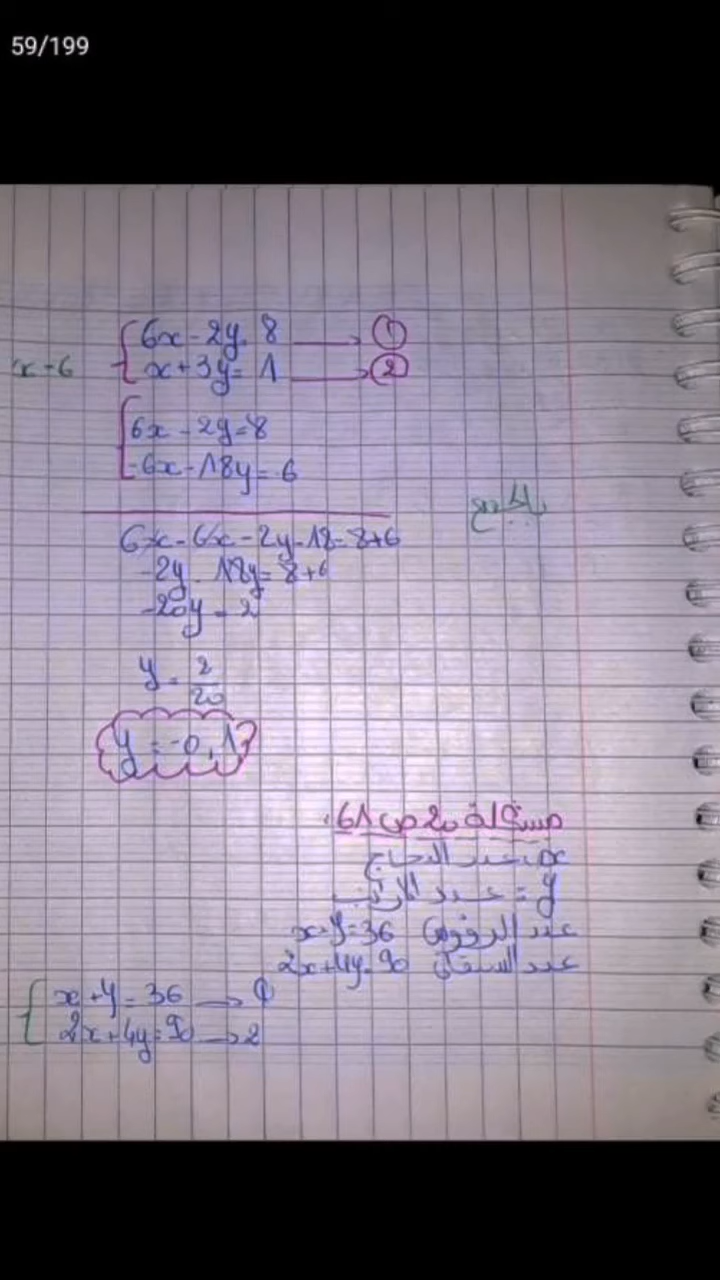 59/199
6x - 2y = 8 → ①
x - 6 x + 3y = 1 → ②
6x - 2y = 8
-6x - 18y = -6
بالجمع
6x - 6x - 2y - 18 = 8 + 6
-2y - 18y = 8 + 6
-20y = 2
y = 2/20
y = -0,1
مسئلة 20 ص 61.
x: عدد الدجاج
y = عدد الأرانب
عدد الرؤوس x + y = 36
عدد السيقان 2x + 4y = 90
x + y = 36 → 1
2x + 4y = 90 → 2